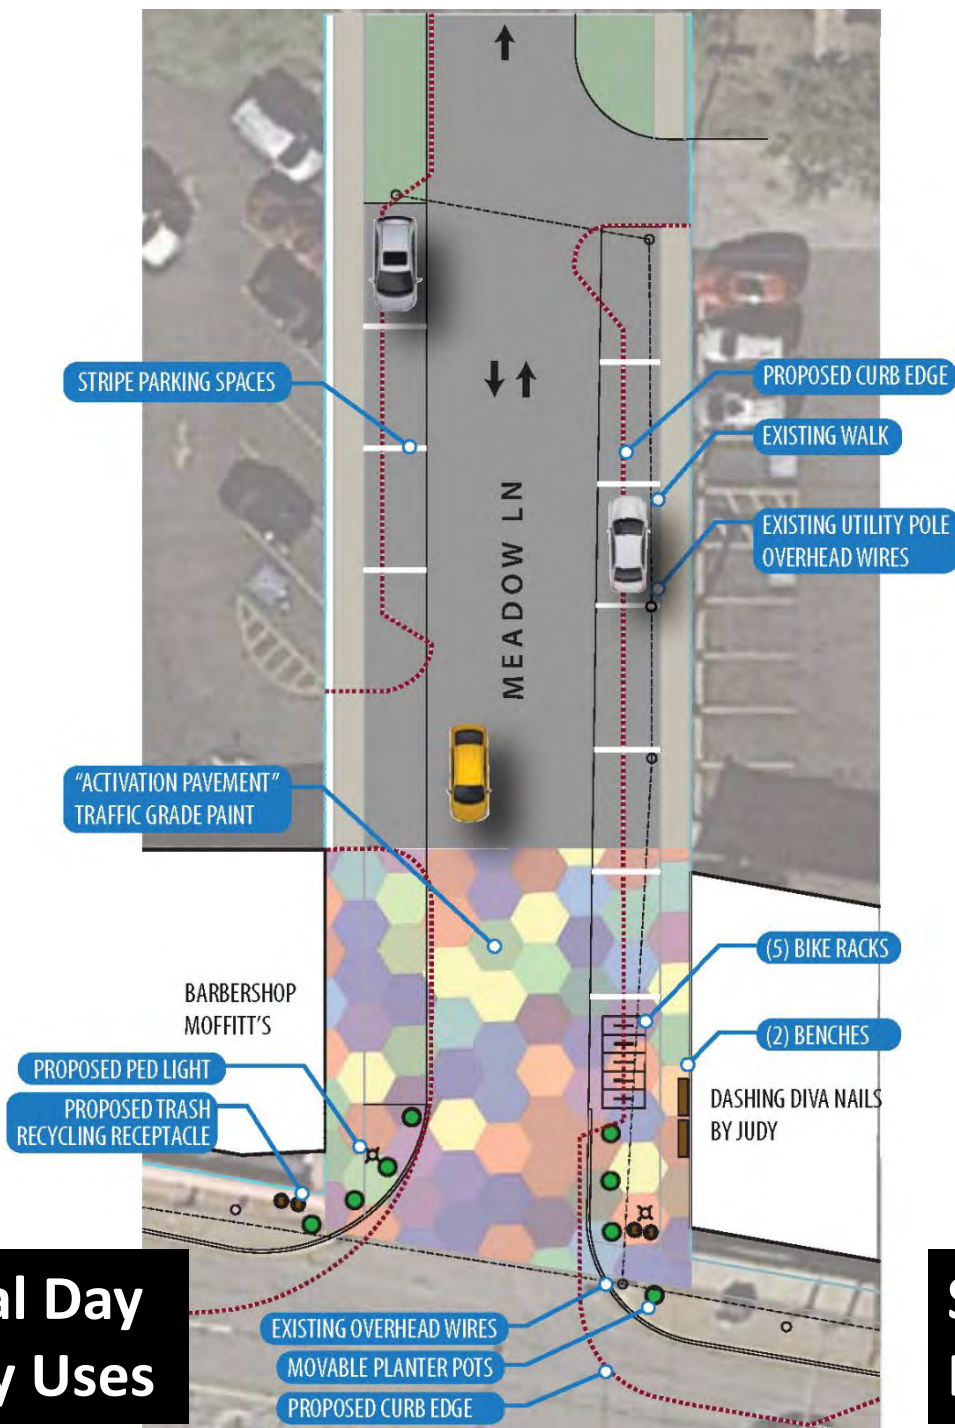 STRIPE PARKING SPACES
PROPOSED CURB EDGE
EXISTING WALK
EXISTING UTILITY POLE
OVERHEAD WIRES
MEADOW LN
"ACTIVATION PAVEMENT"
TRAFFIC GRADE PAINT
(5) BIKE RACKS
BARBERSHOP
MOFFITT'S
(2) BENCHES
PROPOSED PED LIGHT
DASHING DIVA NAILS
BY JUDY
PROPOSED TRASH
RECYCLING RECEPTACLE
Day
Uses
EXISTING OVERHEAD WIRES
MOVABLE PLANTER POTS
PROPOSED CURB EDGE